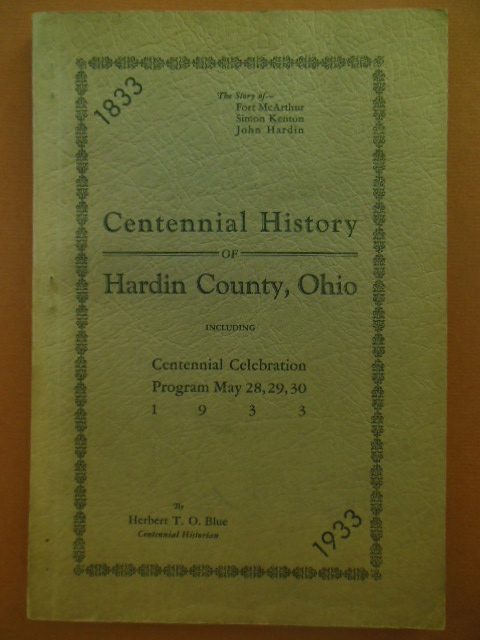 1833
The Story of—
Fort McArthur
Simon Kenton
John Hardin
Centennial History
OF
Hardin County, Ohio
INCLUDING
Centennial Celebration
Program May 28, 29, 30
1 9 3 3
By
Herbert T. O. Blue
Centennial Historian
1933